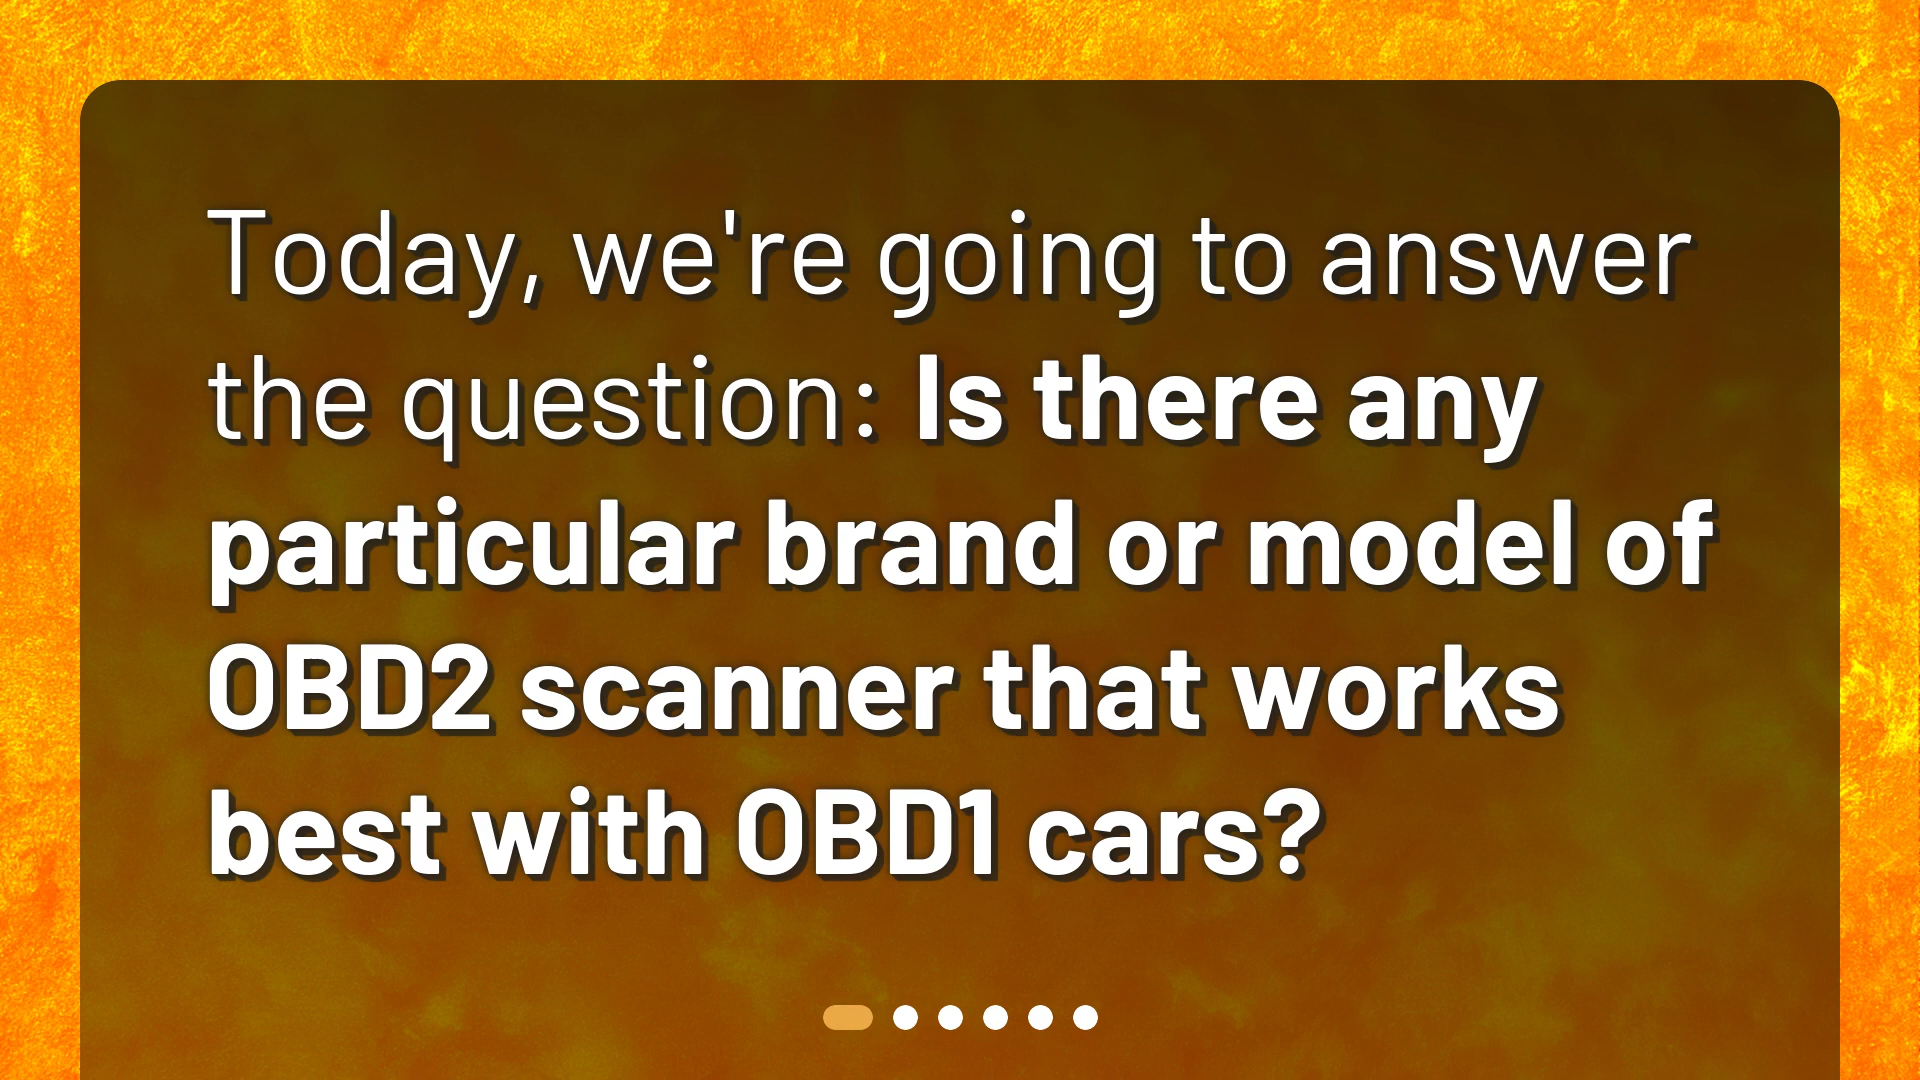 Today, we're going to answer
the question: Is there any
particular brand or model of
OBD2 scanner that works
best with OBD1 cars?